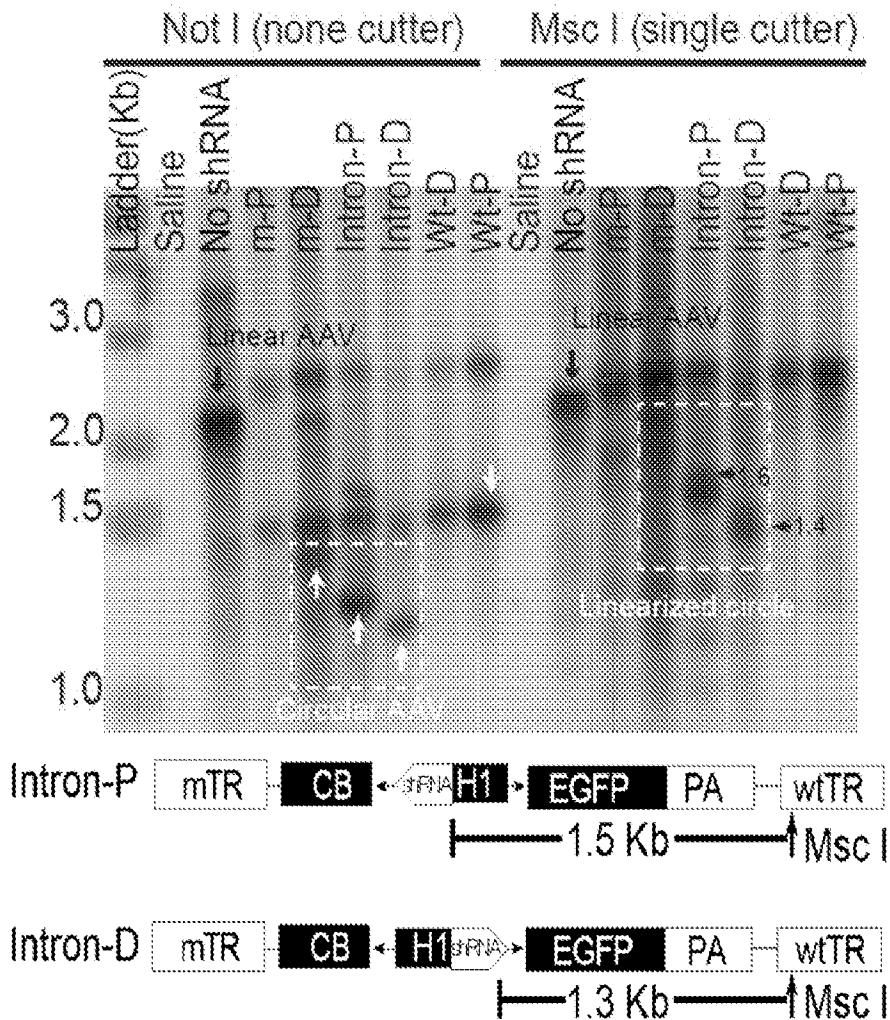 Not I (none cutter) Msc I (single cutter)
Ladder(Kb) Saline No shRNA m-P m-D Intron-P Intron-D Wt-D Wt-P Saline No shRNA m-P m-D Intron-P Intron-D Wt-D Wt-P
3.0
Linear AAV Linear AAV
2.0
1.5
1.4
Linearized circle
1.0
Circular AAV
Intron-P mTR CB shRNA H1 EGFP PA wtTR
1.5 Kb Msc I
Intron-D mTR CB H1 shRNA EGFP PA wtTR
1.3 Kb Msc I